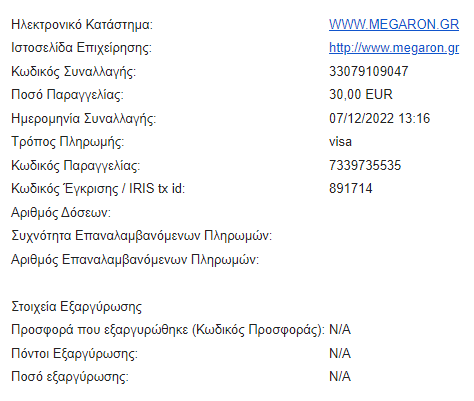 Ηλεκτρονικό Κατάστημα: WWW.MEGARON.GR
Ιστοσελίδα Επιχείρησης: http://www.megaron.gr
Κωδικός Συναλλαγής: 33079109047
Ποσό Παραγγελίας: 30,00 EUR
Ημερομηνία Συναλλαγής: 07/12/2022 13:16
Τρόπος Πληρωμής: visa
Κωδικός Παραγγελίας: 7339735535
Κωδικός Έγκρισης / IRIS tx id: 891714
Αριθμός Δόσεων:
Συχνότητα Επαναλαμβανόμενων Πληρωμών:
Αριθμός Επαναλαμβανόμενων Πληρωμών:
Στοιχεία Εξαργύρωσης
Προσφορά που εξαργυρώθηκε (Κωδικός Προσφοράς): N/A
Πόντοι Εξαργύρωσης: N/A
Ποσό εξαργύρωσης: N/A